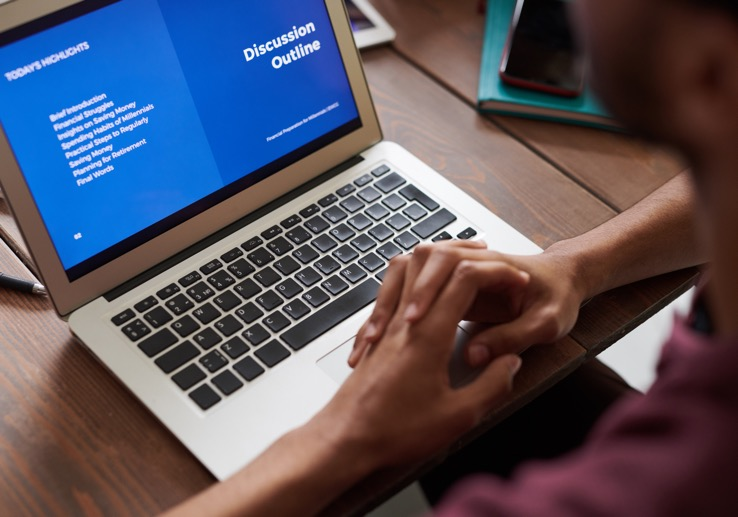 TODAY'S HIGHLIGHTS
Brief Introduction
Financial Struggles
Insights on Saving Money
Spending Habits of Millennials
Practical Steps to Regularly
Saving Money
Planning for Retirement
Final Words
02
Discussion
Outline
Financial Preparation for Millennials